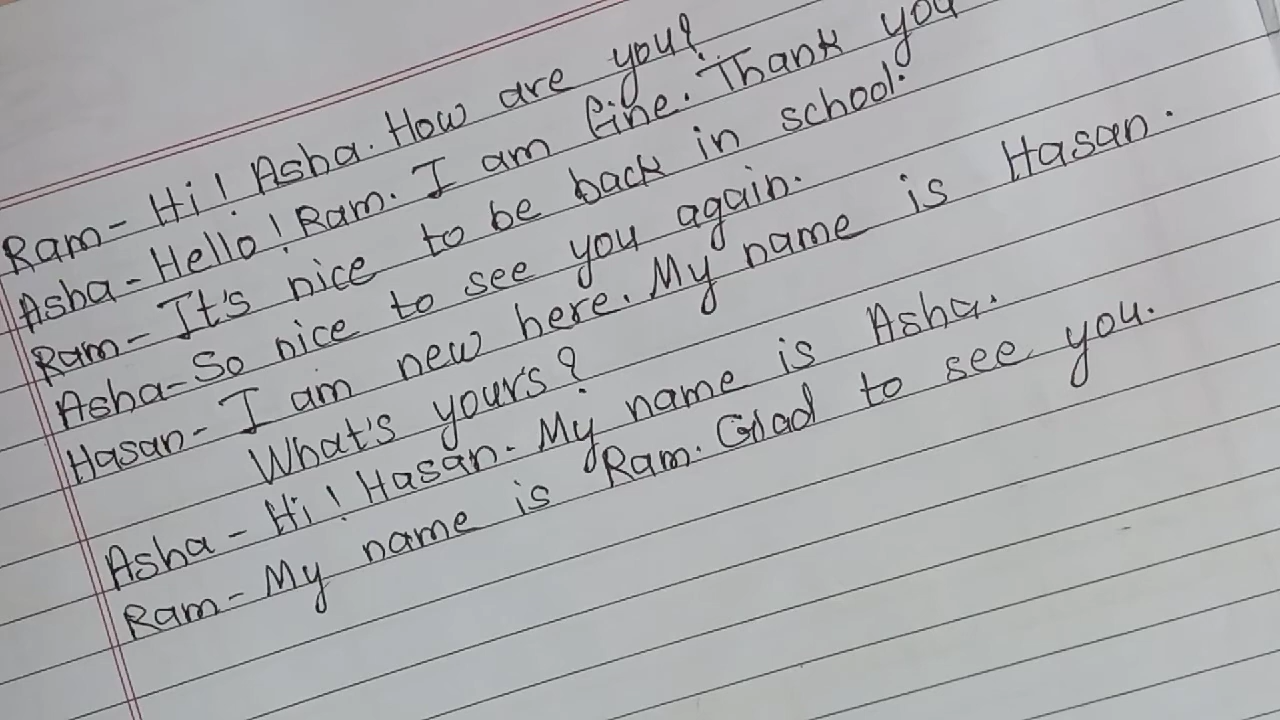 Ram- Hi! Asha. How are you?
Asha- Hello! Ram. I am fine. Thank you
Ram- It's nice to be back in school.
Asha- So nice to see you again.
Hasan- I am new here. My name is Hasan.
What's your's?
Asha- Hi! Hasan. My name is Asha.
Ram- My name is Ram. Glad to see you.